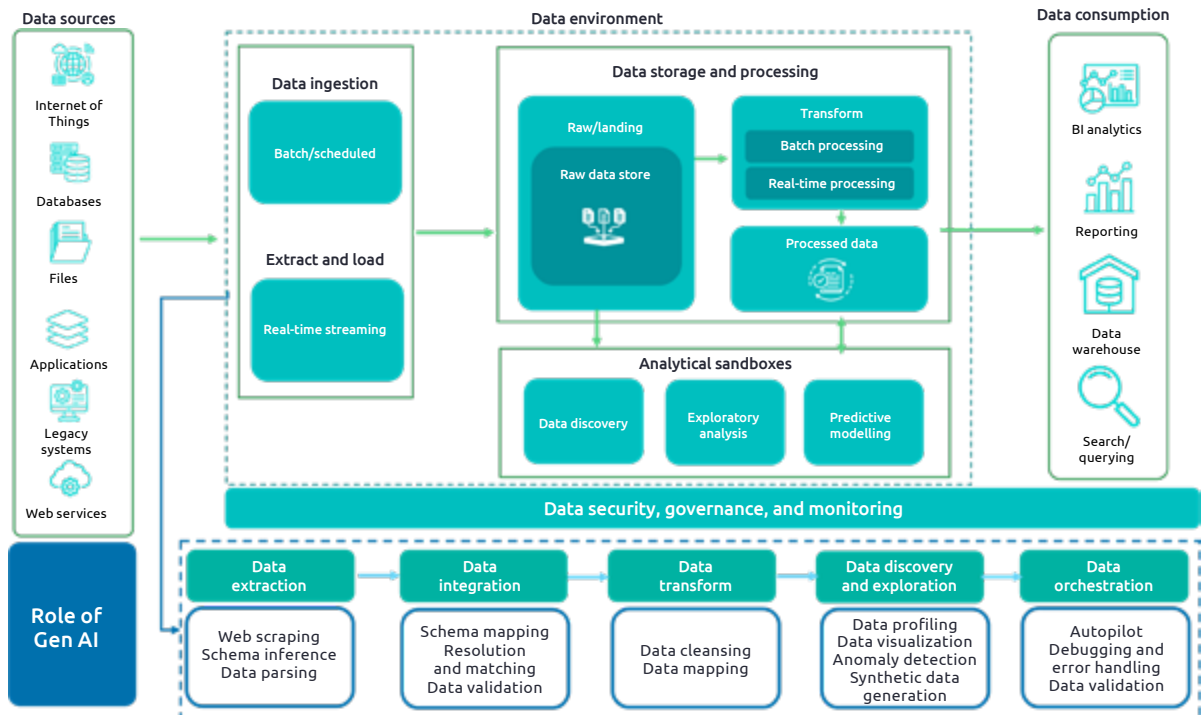 Data sources
Internet of
Things
Databases
Files
Applications
Legacy
systems
Web services
Data environment
Data ingestion
Batch/scheduled
Extract and load
Real-time streaming
Data storage and processing
Raw/landing
Raw data store
Transform
Batch processing
Real-time processing
Processed data
Analytical sandboxes
Data discovery
Exploratory
analysis
Predictive
modelling
Data consumption
BI analytics
Reporting
Data
warehouse
Search/
querying
Data security, governance, and monitoring
Role of
Gen AI
Data
extraction
Web scraping
Schema inference
Data parsing
Data
integration
Schema mapping
Resolution
and matching
Data validation
Data
transform
Data cleansing
Data mapping
Data discovery
and exploration
Data profiling
Data visualization
Anomaly detection
Synthetic data
generation
Data
orchestration
Autopilot
Debugging and
error handling
Data validation